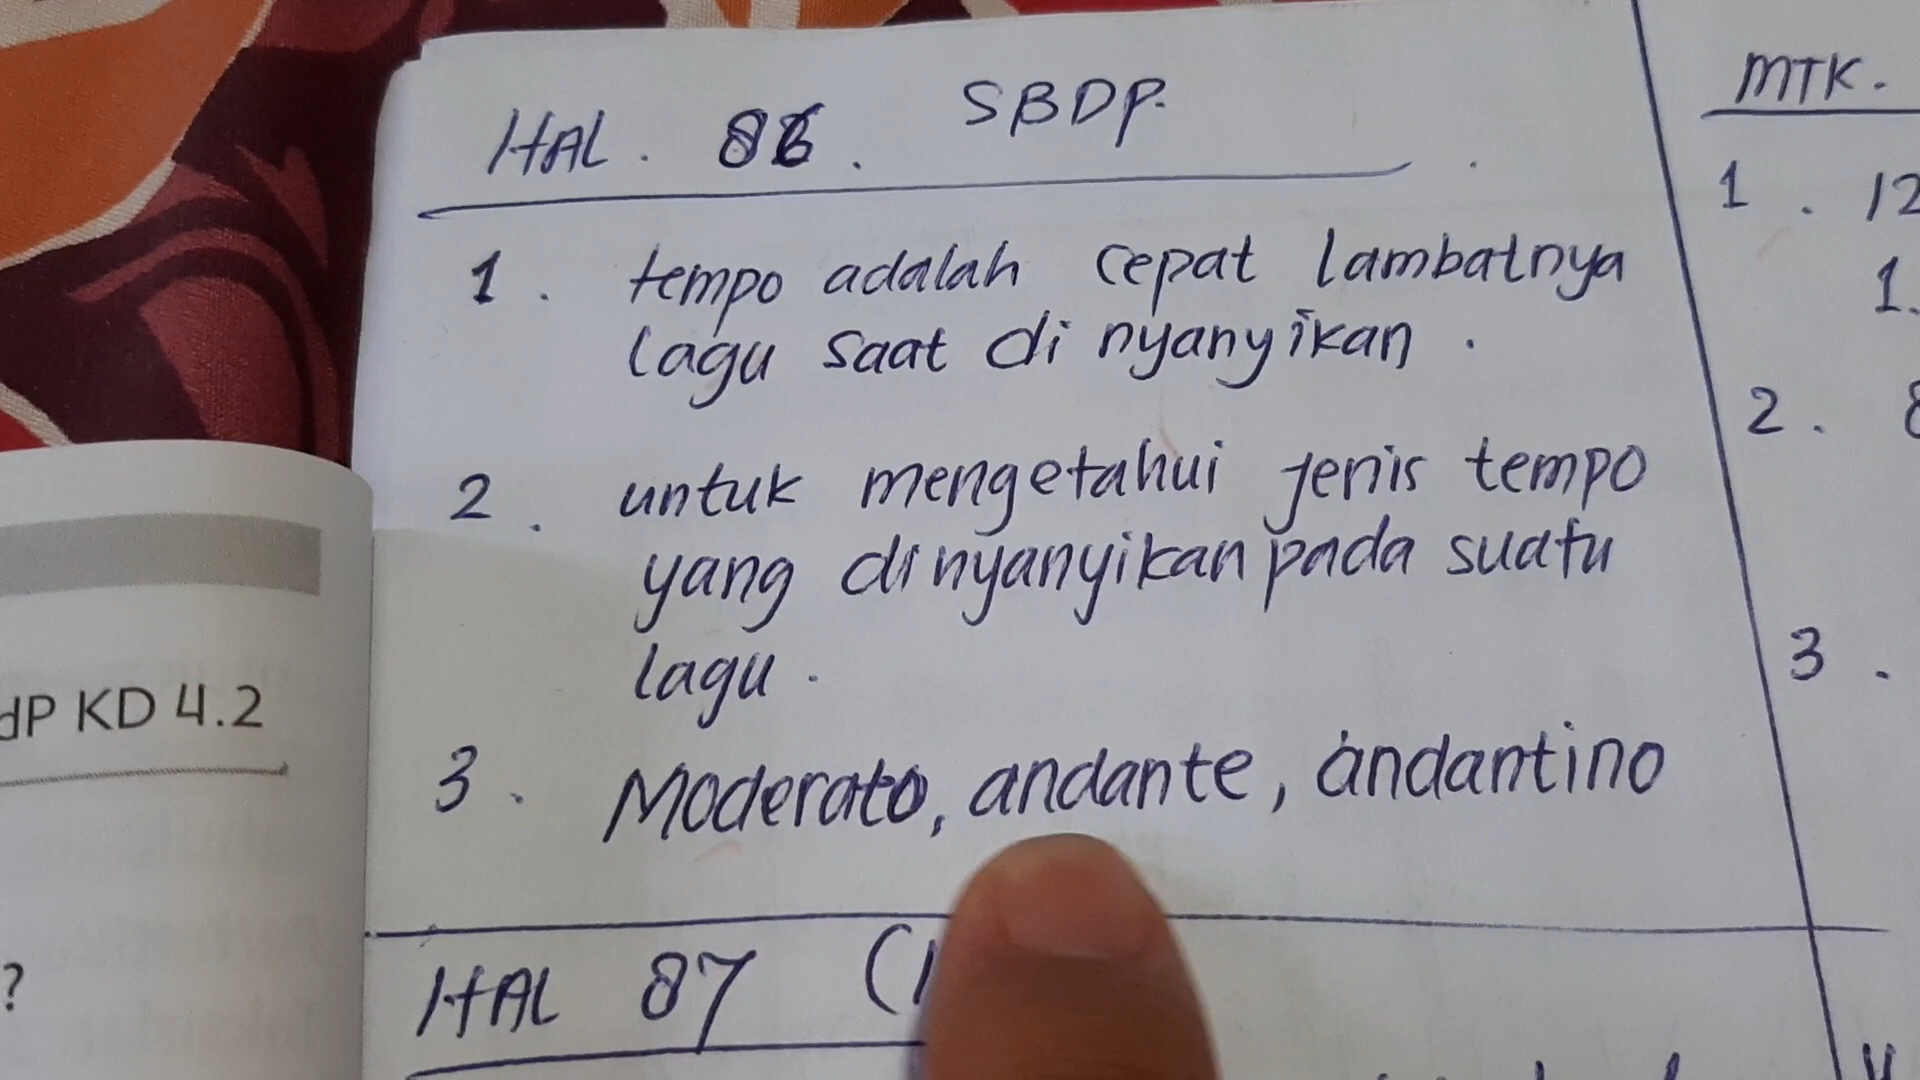 HAL. 86. SBDP.
1. tempo adalah cepat lambatnya
lagu saat di nyanyikan.
2. untuk mengetahui jenis tempo
yang dinyanyikan pada suatu
lagu.
3. Moderato, andante, andantino
HAL 87
MTK.
1. 12
1.
2. 8
3.
dP KD 4.2
?